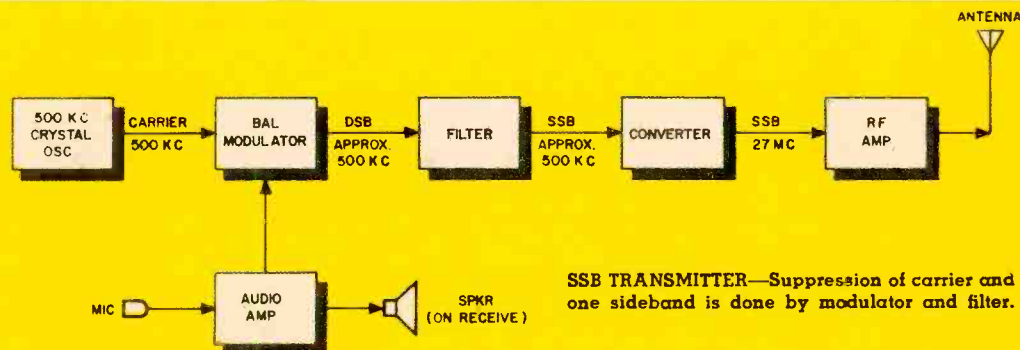 ANTENNA
500 KC
CRYSTAL
OSC
CARRIER
500 KC
BAL
MODULATOR
DSB
APPROX.
500 KC
FILTER
SSB
APPROX.
500 KC
CONVERTER
SSB
27 MC
RF
AMP
MIC
AUDIO
AMP
SPKR
(ON RECEIVE)
SSB TRANSMITTER—Suppression of carrier and
one sideband is done by modulator and filter.